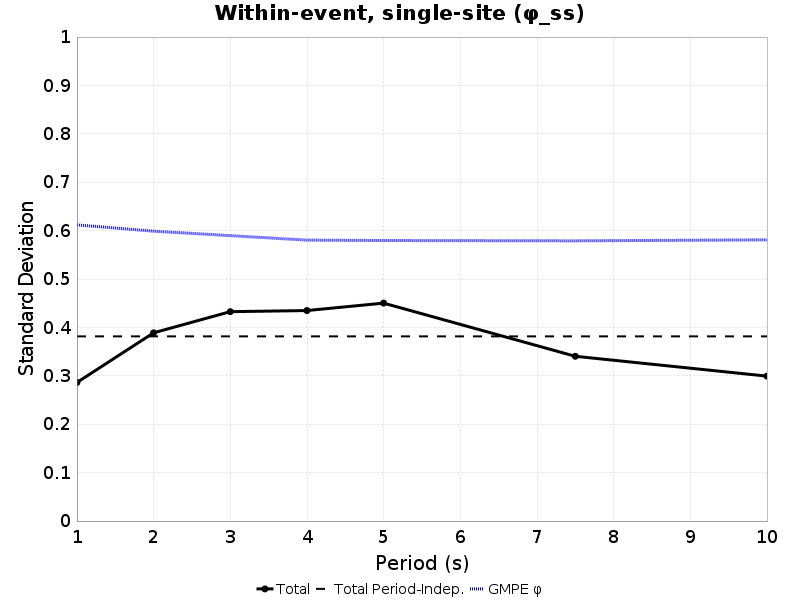 Within-event, single-site (φ_ss)
1
0.9
0.8
0.7
0.6
0.5
0.4
0.3
0.2
0.1
0
Standard Deviation
1 2 3 4 5 6 7 8 9 10
Period (s)
Total Total Period-Indep. GMPE φ